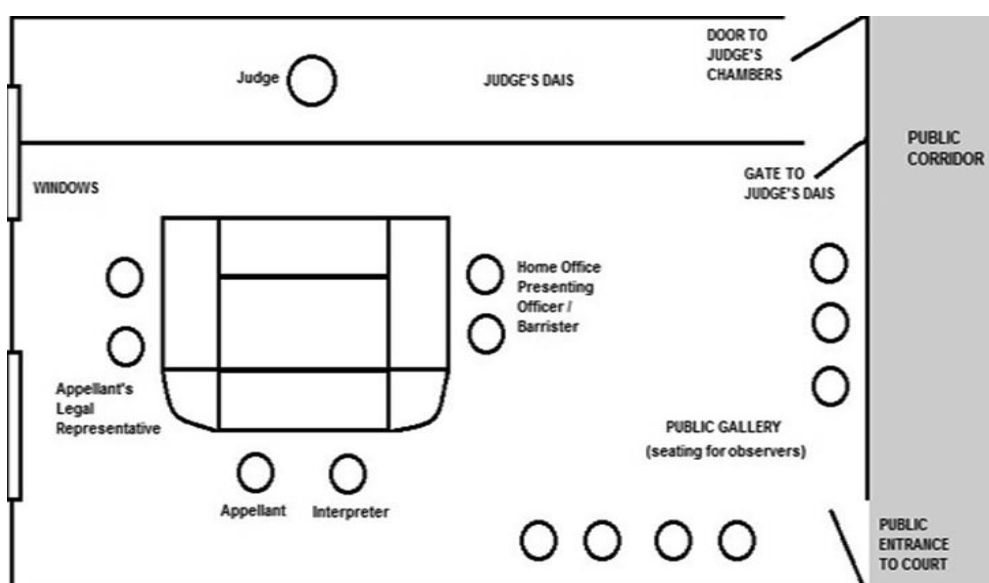 DOOR TO
JUDGE'S
CHAMBERS
Judge
JUDGE'S DAIS
PUBLIC
CORRIDOR
WINDOWS
GATE TO
JUDGE'S DAIS
Home Office
Presenting
Officer /
Barrister
Appellant's
Legal
Representative
PUBLIC GALLERY
(seating for observers)
Appellant
Interpreter
PUBLIC
ENTRANCE
TO COURT